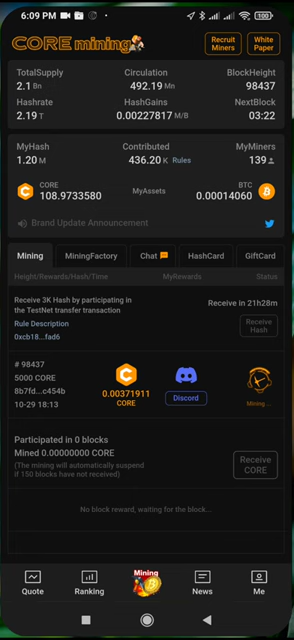 6:09 PM
100
CORE mining
Recruit Miners
White Paper
TotalSupply
Circulation
BlockHeight
2.1 Bn
492.19 Mn
98437
Hashrate
HashGains
NextBlock
2.19 T
0.00227817 M/B
03:22
MyHash
Contributed
MyMiners
1.20 M
436.20 K Rules
139
CORE
108.9733580
MyAssets
BTC
0.00014060
Brand Update Announcement
Mining
MiningFactory
Chat
HashCard
GiftCard
Height/Rewards/Hash/Time
MyRewards
Status
Receive 3K Hash by participating in
the TestNet transfer transaction
Receive in 21h28m
Rule Description
0xcb18...fad6
Receive
Hash
# 98437
5000 CORE
8b7fd...c454b
10-29 18:13
0.00371911
CORE
Discord
Mining ...
Participated in 0 blocks
Mined 0.00000000 CORE
(The mining will automatically suspend
if 150 blocks have not received)
Receive
CORE
No block reward, waiting for the block...
Quote
Ranking
Mining
News
Me